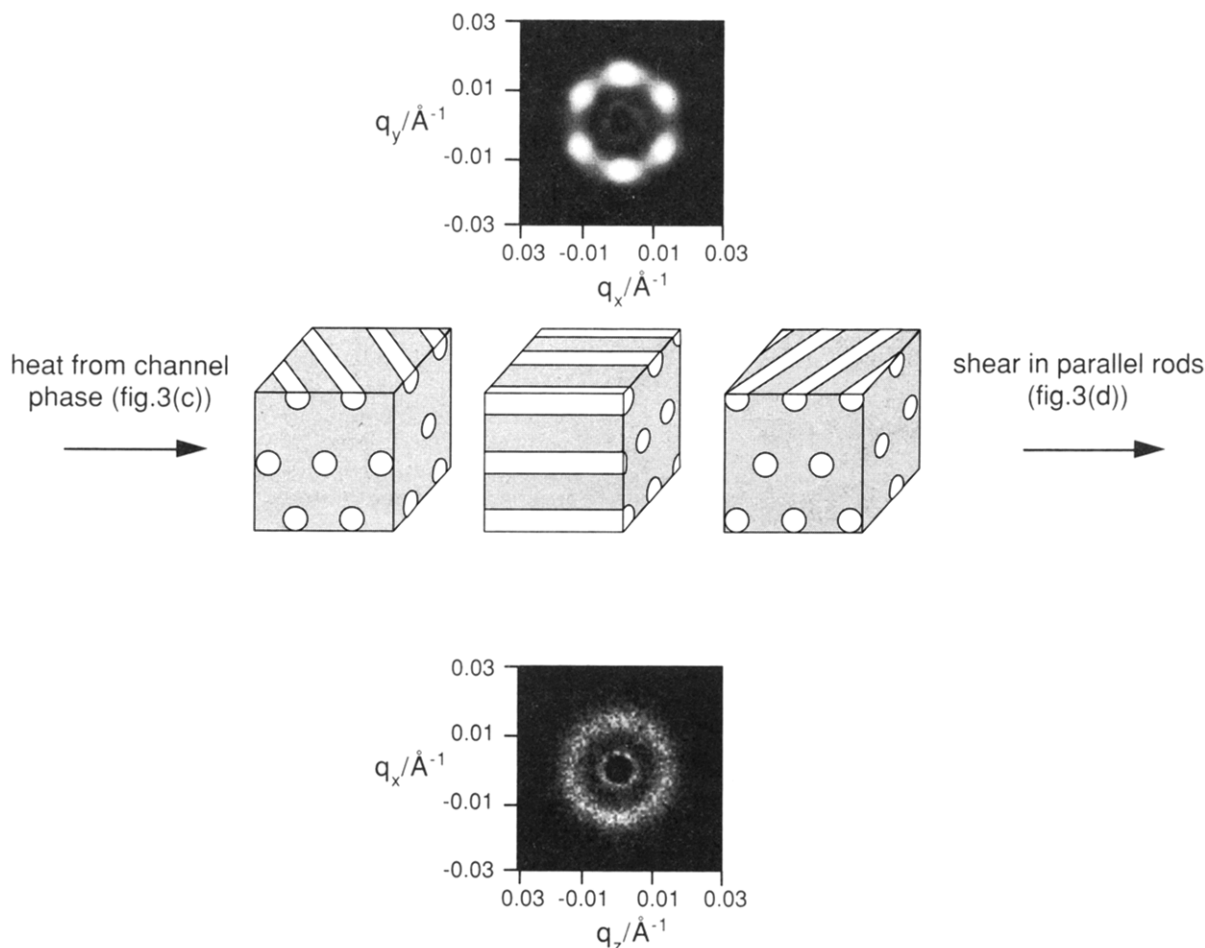 0.03
0.01
q_y/Å^-1
-0.01
-0.03
0.03 -0.01 0.01 0.03
q_x/Å^-1
heat from channel
phase (fig.3(c))
shear in parallel rods
(fig.3(d))
0.03
0.01
q_x/Å^-1
-0.01
-0.03
0.03 -0.01 0.01 0.03
q_z/Å^-1